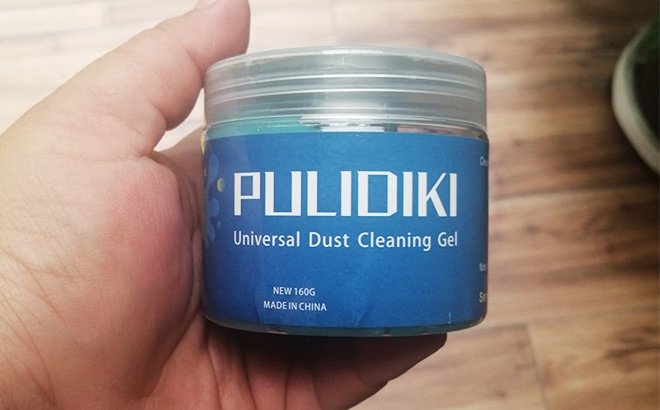 PULIDIKI
Universal Dust Cleaning Gel
NEW 160G
MADE IN CHINA